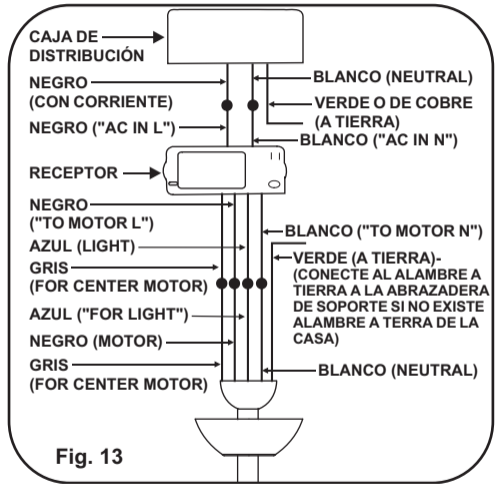 CAJA DE
DISTRIBUCIÓN
NEGRO
(CON CORRIENTE)
BLANCO (NEUTRAL)
VERDE O DE COBRE
(A TIERRA)
NEGRO ("AC IN L")
BLANCO ("AC IN N")
RECEPTOR
NEGRO
("TO MOTOR L")
BLANCO ("TO MOTOR N")
AZUL (LIGHT)
VERDE (A TIERRA)-
(CONECTE AL ALAMBRE A
TIERRA A LA ABRAZADERA
DE SOPORTE SI NO EXISTE
ALAMBRE A TERRA DE LA
CASA)
GRIS
(FOR CENTER MOTOR)
AZUL ("FOR LIGHT")
NEGRO (MOTOR)
GRIS
(FOR CENTER MOTOR)
BLANCO (NEUTRAL)
Fig. 13